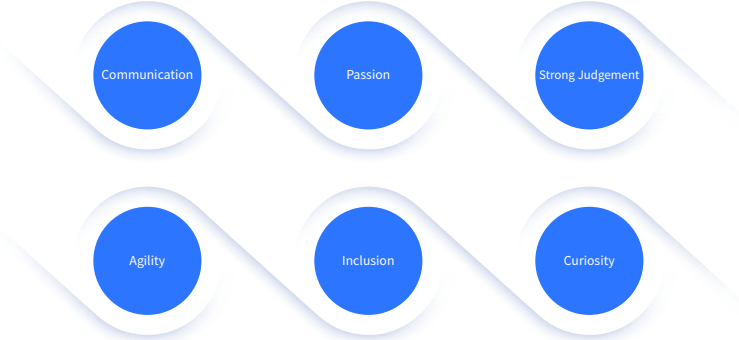 Communication
Passion
Strong Judgement
Agility
Inclusion
Curiosity